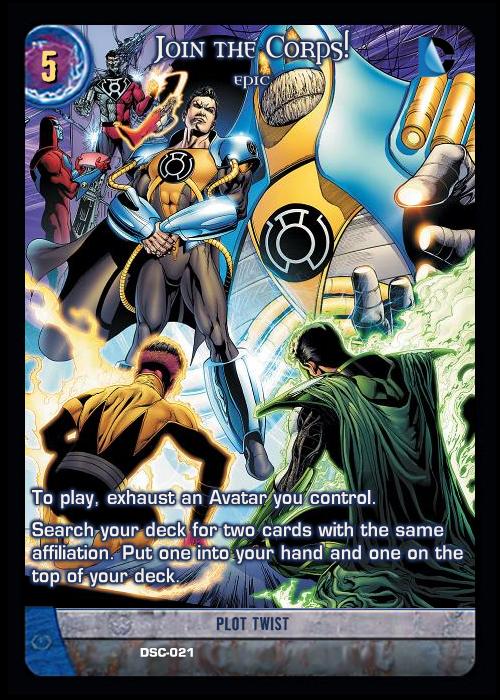 5
JOIN THE CORPS!
EPIC
To play, exhaust an Avatar you control.
Search your deck for two cards with the same
affiliation. Put one into your hand and one on the
top of your deck.
PLOT TWIST
DSC-021